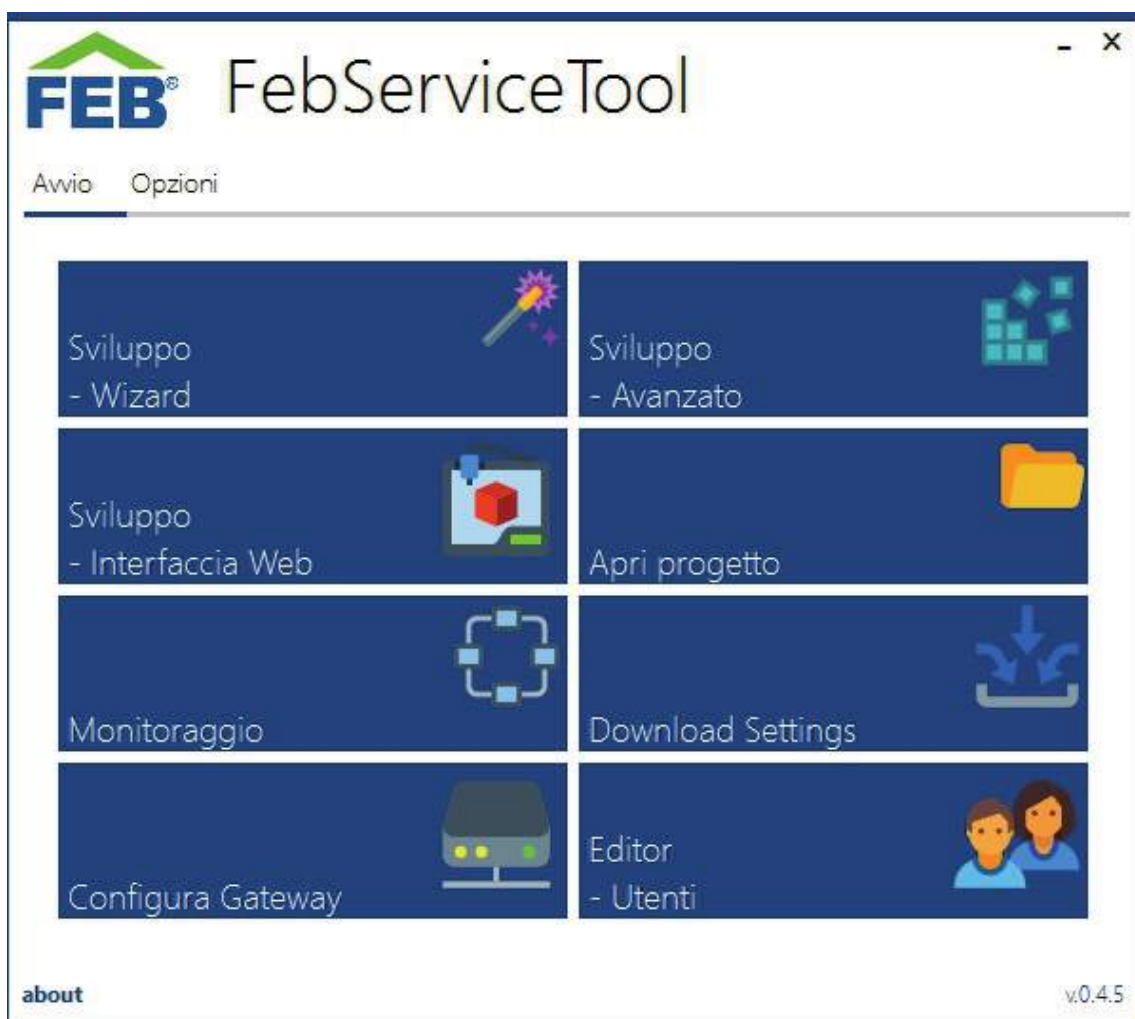 FEB®
FebServiceTool
Avvio Opzioni
Sviluppo
- Wizard
Sviluppo
- Avanzato
Sviluppo
- Interfaccia Web
Apri progetto
Monitoraggio
Download Settings
Configura Gateway
Editor
- Utenti
about
v.0.4.5